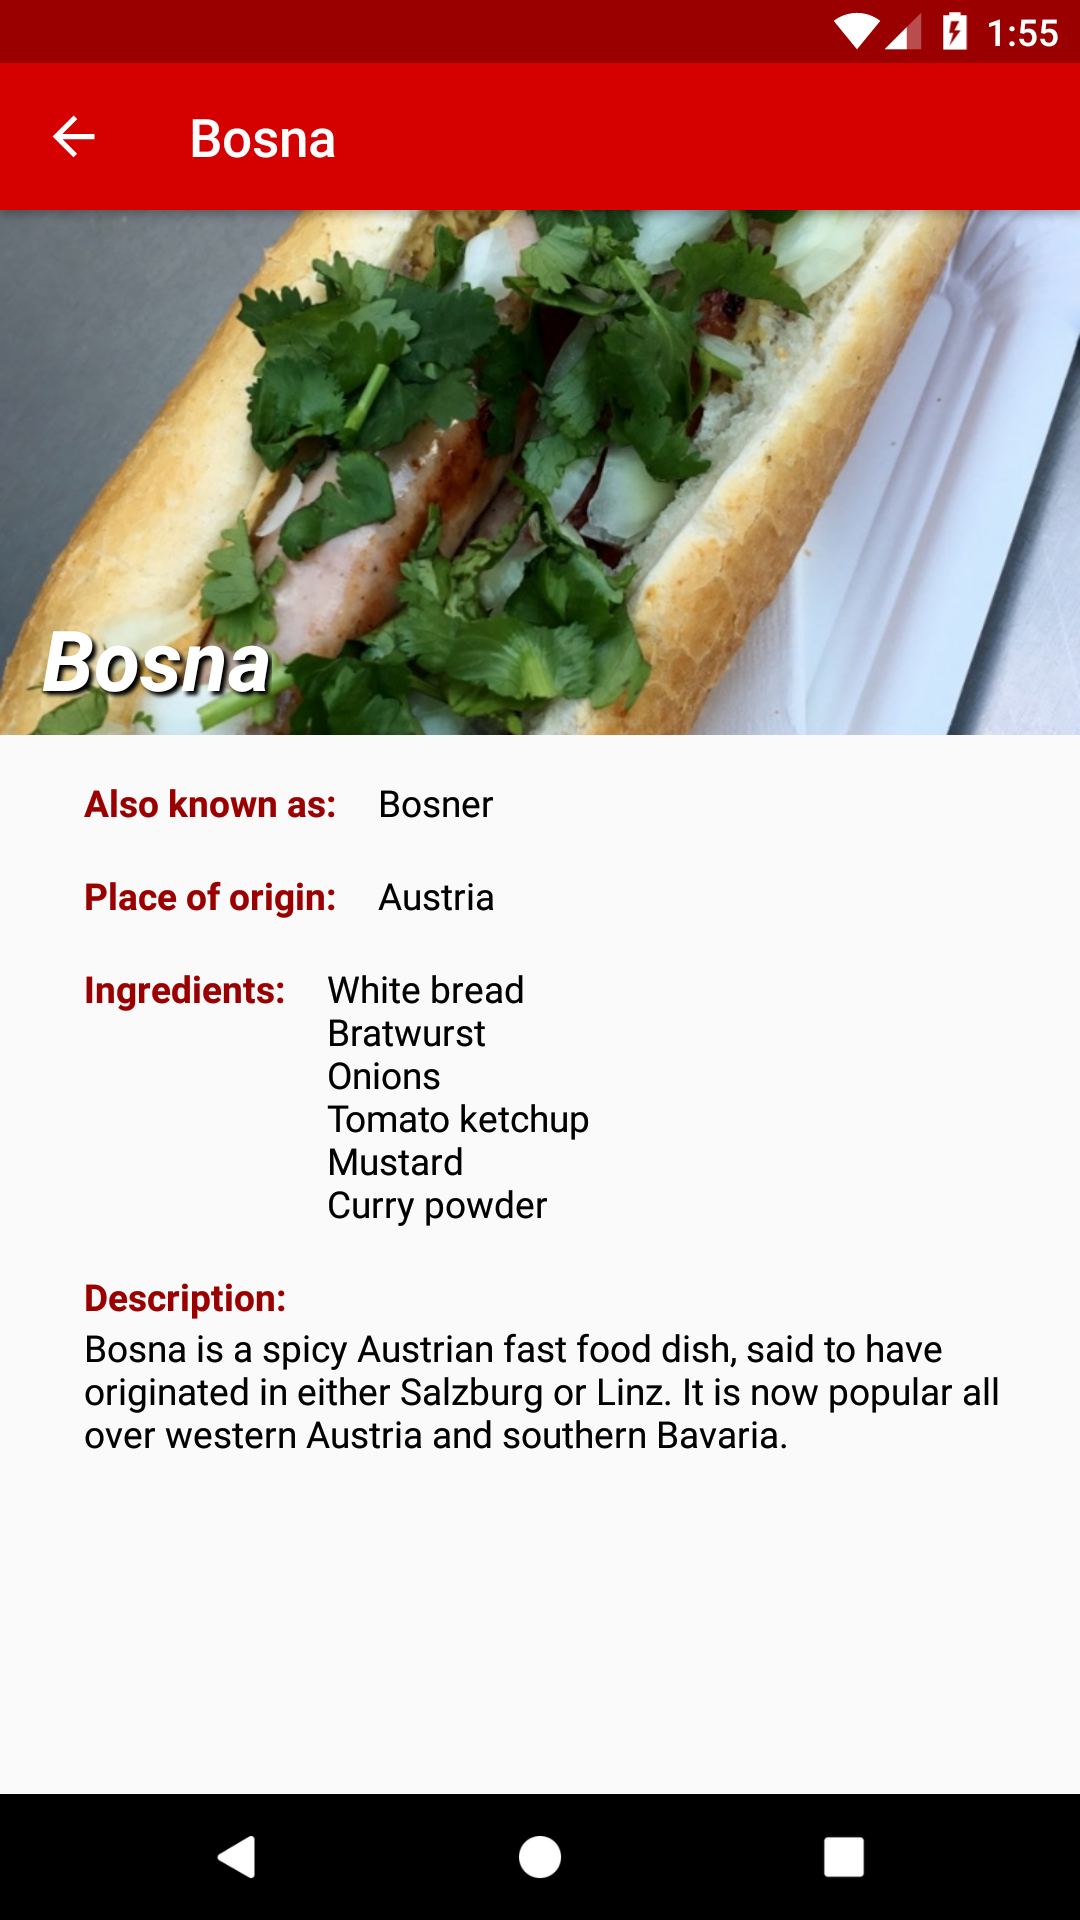 1:55
Bosna
Bosna
Also known as: Bosner
Place of origin: Austria
Ingredients: White bread
Bratwurst
Onions
Tomato ketchup
Mustard
Curry powder
Description:
Bosna is a spicy Austrian fast food dish, said to have
originated in either Salzburg or Linz. It is now popular all
over western Austria and southern Bavaria.